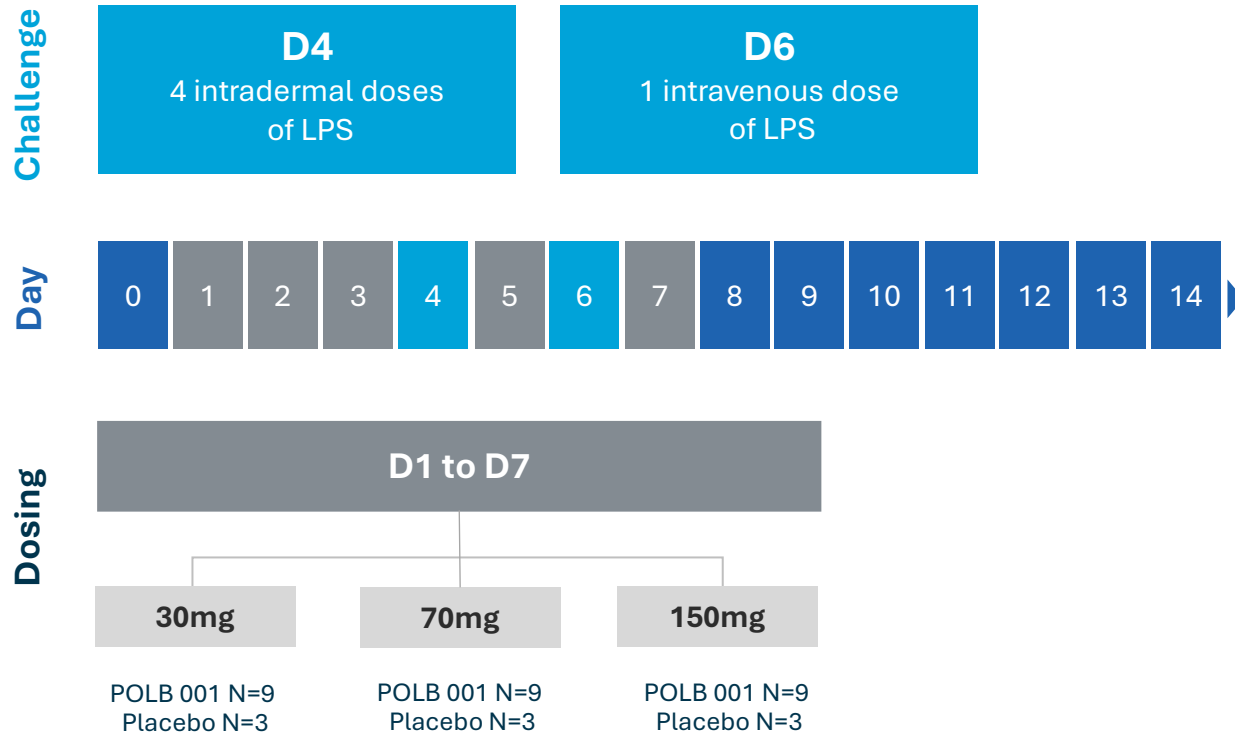 Challenge
D4
4 intradermal doses
of LPS
D6
1 intravenous dose
of LPS
Day
0 1 2 3 4 5 6 7 8 9 10 11 12 13 14
Dosing
D1 to D7
30mg
POLB 001 N=9
Placebo N=3
70mg
POLB 001 N=9
Placebo N=3
150mg
POLB 001 N=9
Placebo N=3